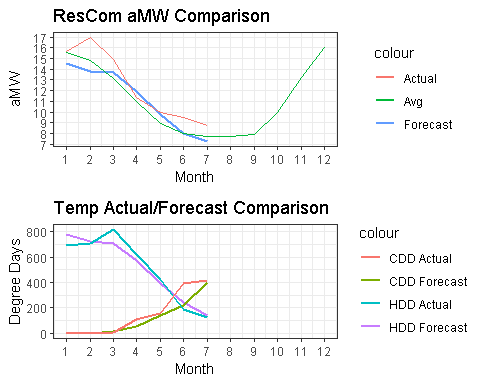 ResCom aMW Comparison
17
16
15
14
13
12
11
10
9
8
7
aMW
1 2 3 4 5 6 7 8 9 10 11 12
Month
colour
Actual
Avg
Forecast
Temp Actual/Forecast Comparison
800
600
400
200
0
Degree Days
1 2 3 4 5 6 7 8 9 10 11 12
Month
colour
CDD Actual
CDD Forecast
HDD Actual
HDD Forecast